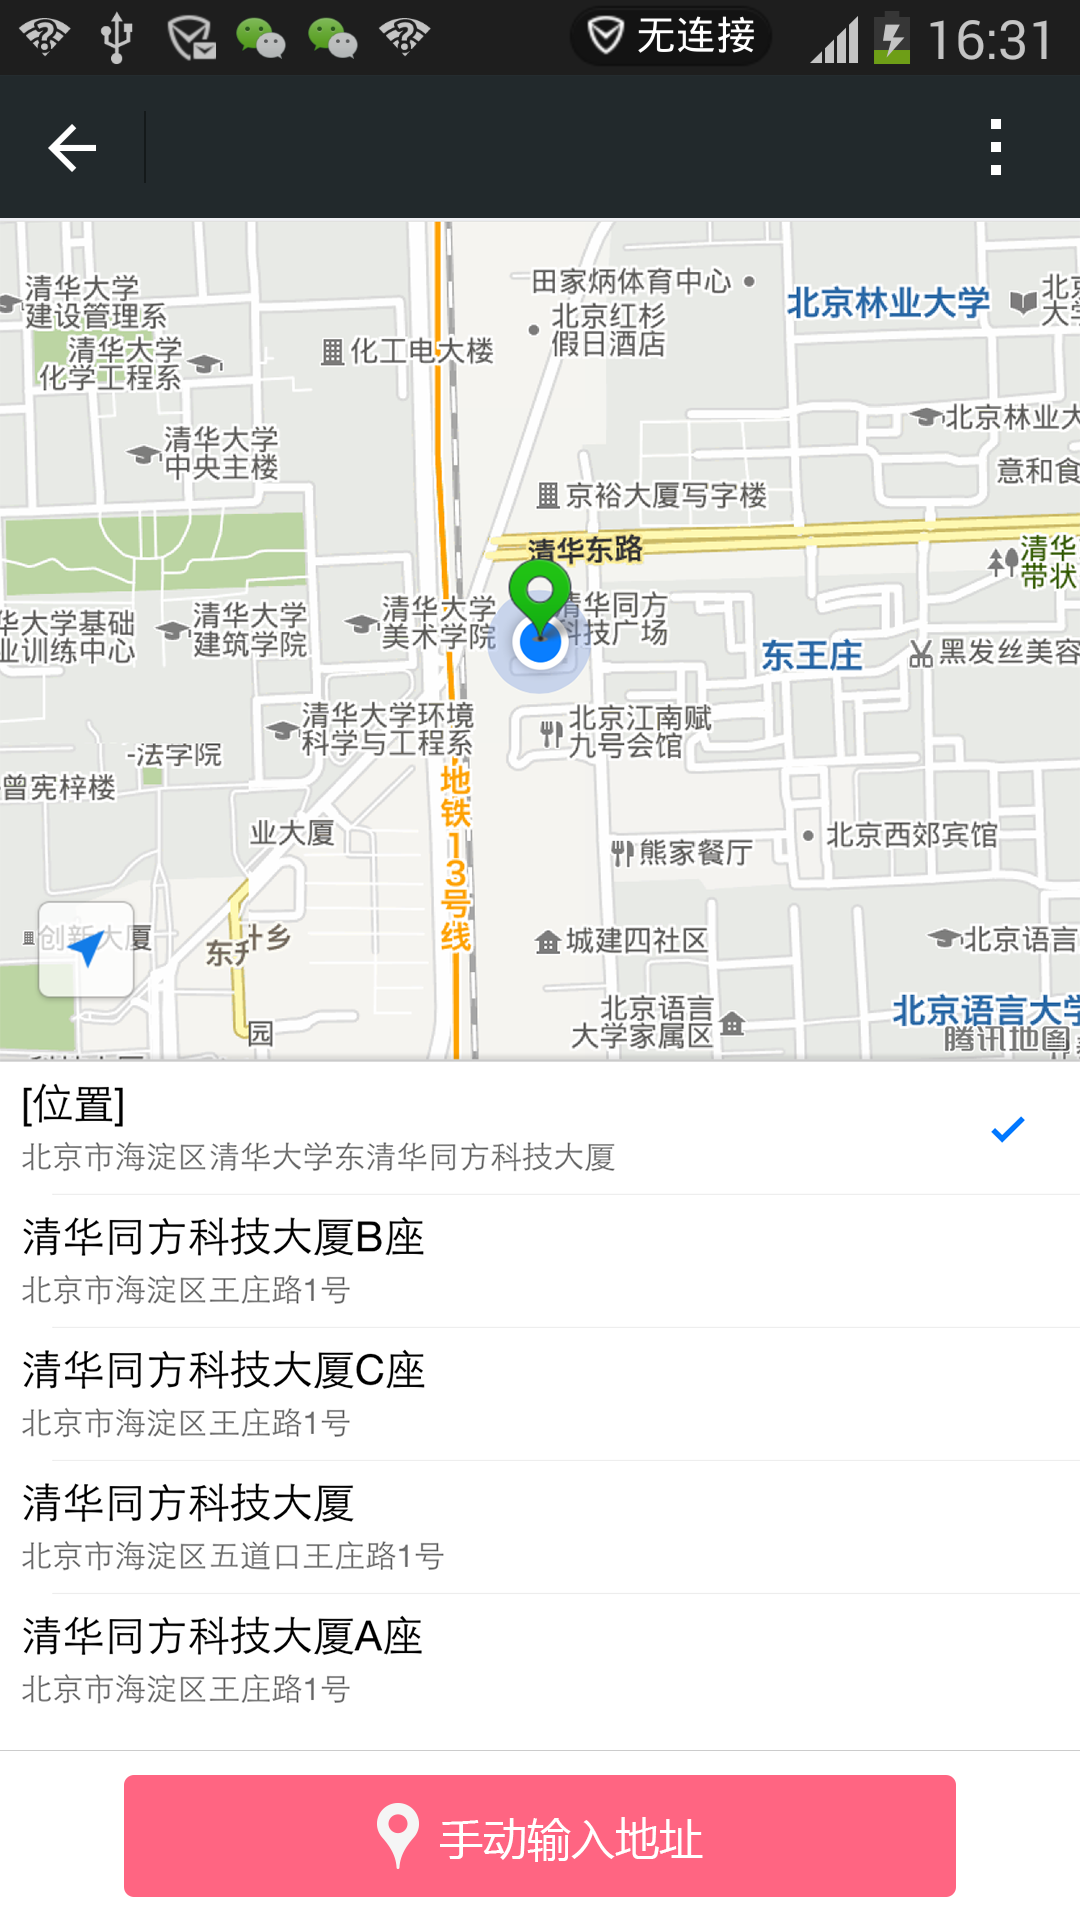 无连接
16:31
清华大学
建设管理系
田家炳体育中心
北京林业大学
北京红杉
假日酒店
清华大学
化学工程系
化工电大楼
北京林业大
清华大学
中央主楼
意和食
京裕大厦写字楼
清华东路
清华
带状
清华同方
科技广场
清华大学
美术学院
清华大学
建筑学院
华大学基础
业训练中心
东王庄
黑发丝美容
清华大学环境
科学与工程系
北京江南赋
九号会馆
法学院
曾宪梓楼
地铁13号线
业大厦
北京西郊宾馆
熊家餐厅
创新大厦
东升乡
城建四社区
北京语言
北京语言
大学家属区
北京语言大学
腾讯地图
园
[位置]
北京市海淀区清华大学东清华同方科技大厦
清华同方科技大厦B座
北京市海淀区王庄路1号
清华同方科技大厦C座
北京市海淀区王庄路1号
清华同方科技大厦
北京市海淀区五道口王庄路1号
清华同方科技大厦A座
北京市海淀区王庄路1号
手动输入地址